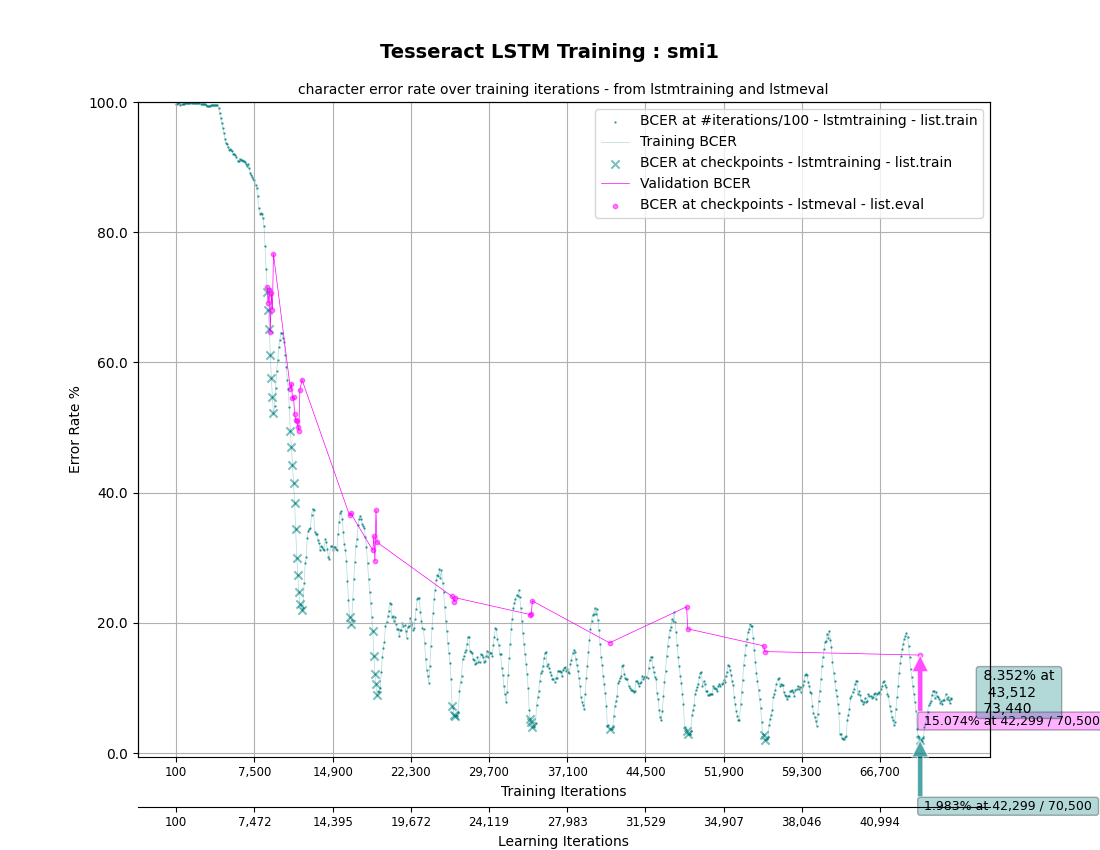 Tesseract LSTM Training : smi1
character error rate over training iterations - from lstmtraining and lstmeval
100.0
80.0
60.0
40.0
20.0
0.0
Error Rate %
BCER at #iterations/100 - lstmtraining - list.train
Training BCER
BCER at checkpoints - lstmtraining - list.train
Validation BCER
BCER at checkpoints - lstmeval - list.eval
8.352% at
43,512
73,440
15.074% at 42,299 / 70,500
100 7,500 14,900 22,300 29,700 37,100 44,500 51,900 59,300 66,700
Training Iterations
1.983% at 42,299 / 70,500
100 7,472 14,395 19,672 24,119 27,983 31,529 34,907 38,046 40,994
Learning Iterations